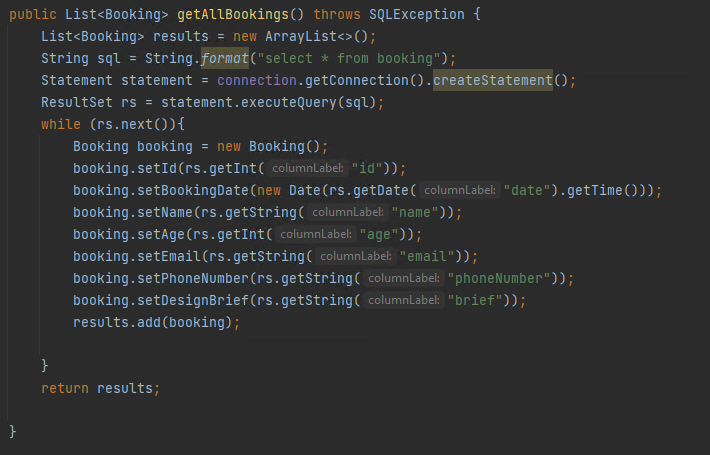 public List<Booking> getAllBookings() throws SQLException {
    List<Booking> results = new ArrayList<>();
    String sql = String.format("select * from booking");
    Statement statement = connection.getConnection().createStatement();
    ResultSet rs = statement.executeQuery(sql);
    while (rs.next()){
        Booking booking = new Booking();
        booking.setId(rs.getInt( columnLabel: "id"));
        booking.setBookingDate(new Date(rs.getDate( columnLabel: "date").getTime()));
        booking.setName(rs.getString( columnLabel: "name"));
        booking.setAge(rs.getInt( columnLabel: "age"));
        booking.setEmail(rs.getString( columnLabel: "email"));
        booking.setPhoneNumber(rs.getString( columnLabel: "phoneNumber"));
        booking.setDesignBrief(rs.getString( columnLabel: "brief"));
        results.add(booking);
    }
    return results;
}